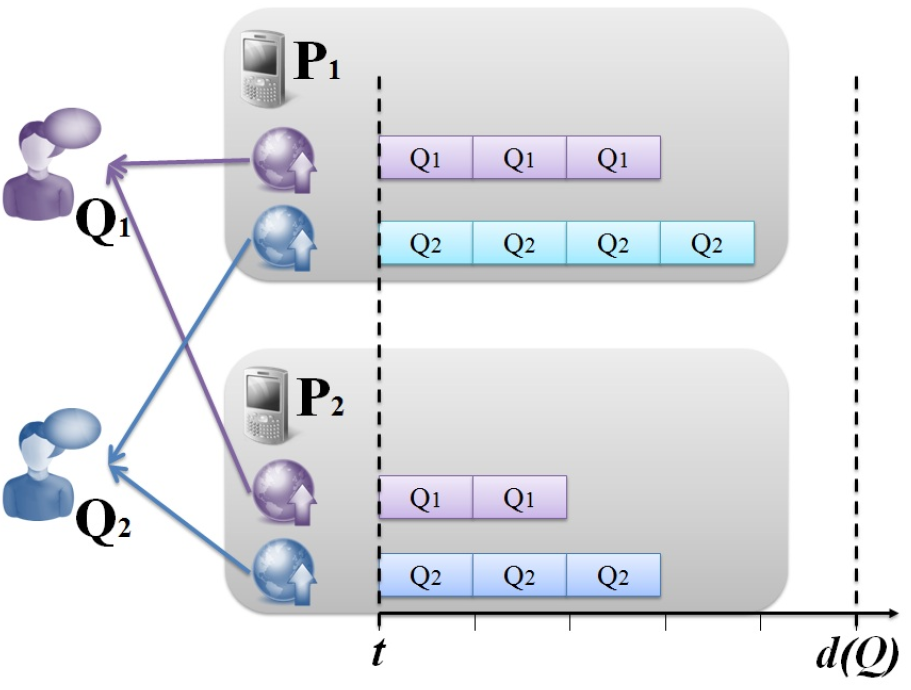 P1
Q1 Q1 Q1
Q1
Q2 Q2 Q2 Q2
P2
Q1 Q1
Q2
Q2 Q2 Q2
t d(Q)